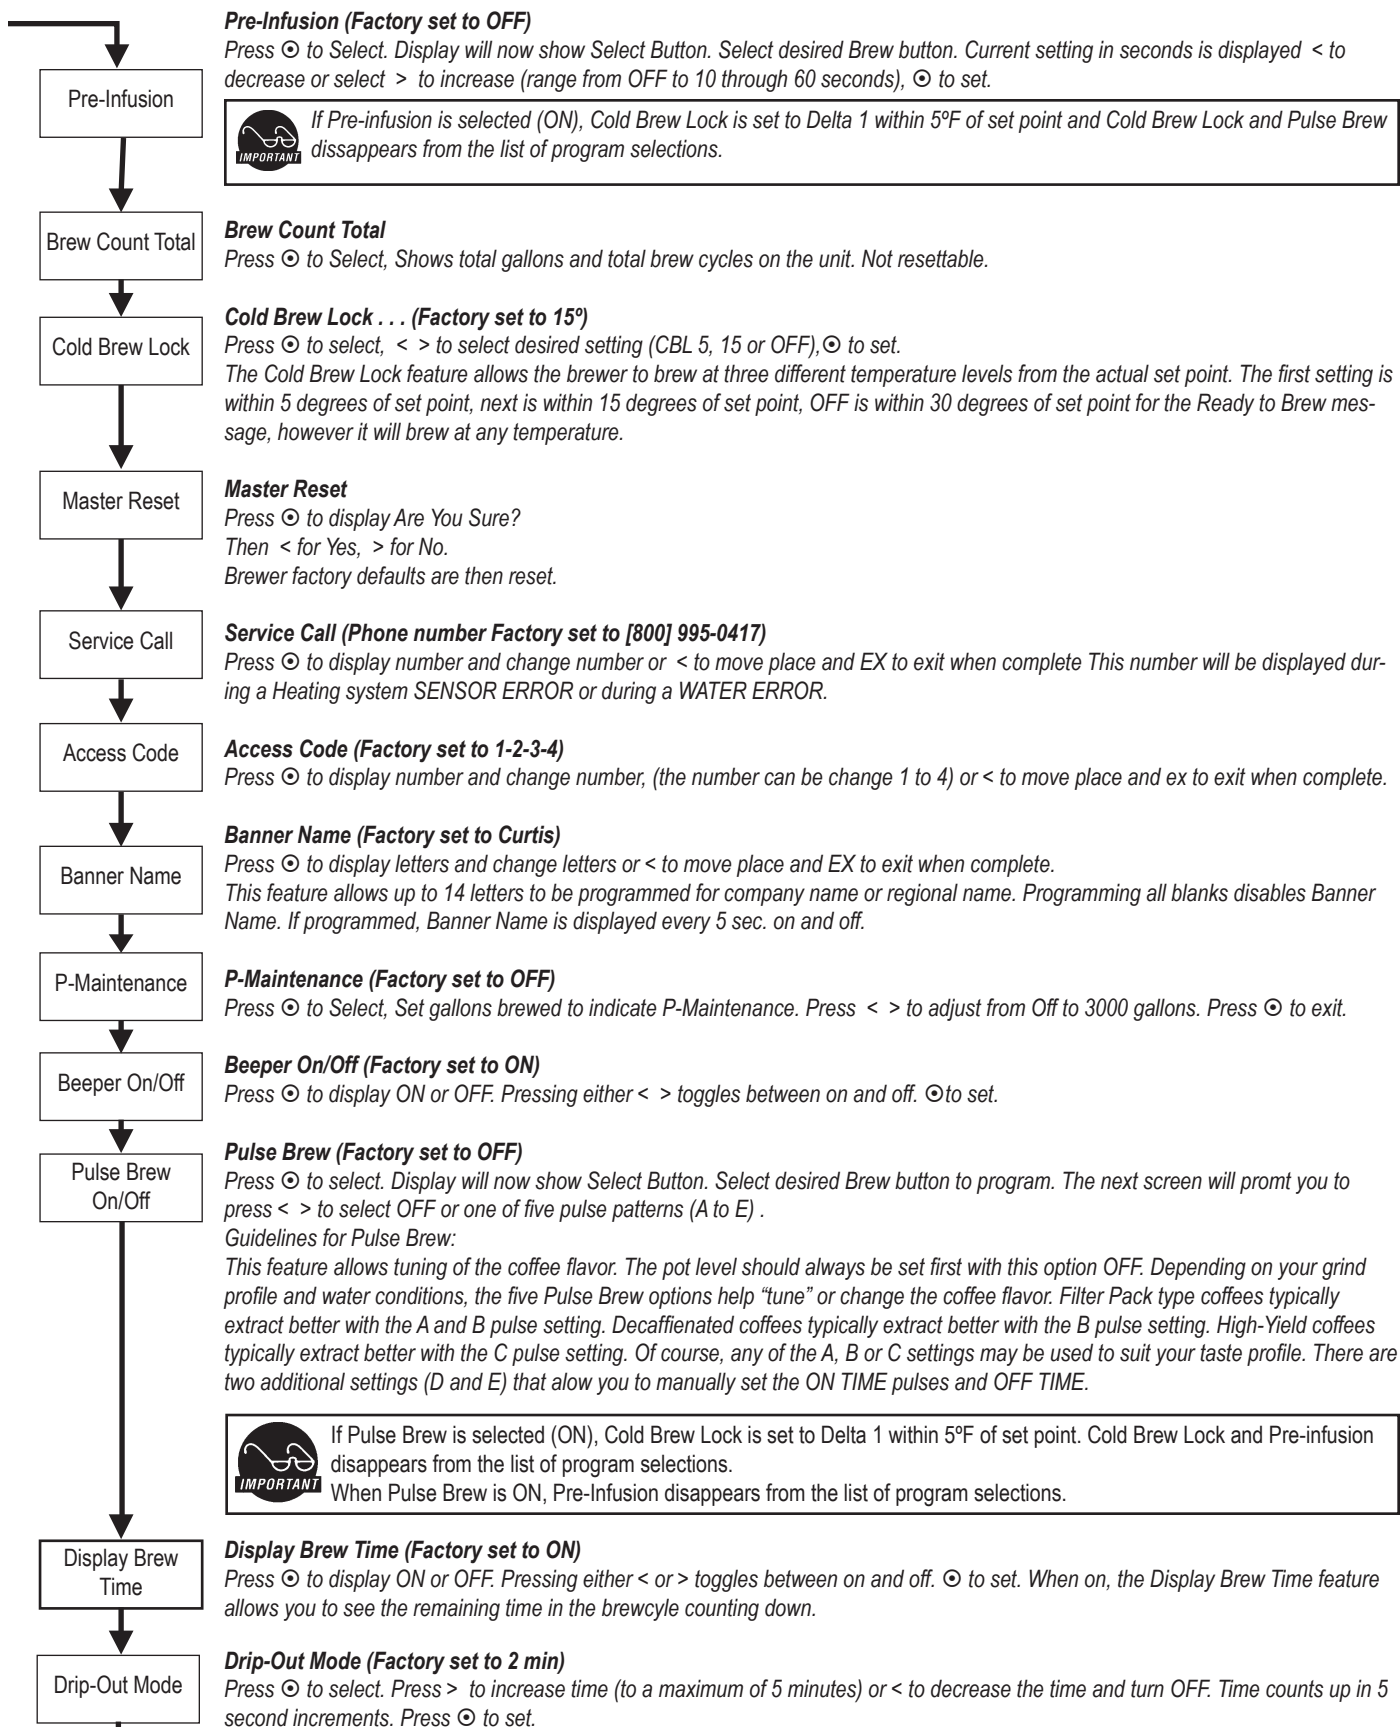 Pre-Infusion (Factory set to OFF)
Press ⊙ to Select. Display will now show Select Button. Select desired Brew button. Current setting in seconds is displayed < to
decrease or select > to increase (range from OFF to 10 through 60 seconds), ⊙ to set.
Pre-Infusion
If Pre-infusion is selected (ON), Cold Brew Lock is set to Delta 1 within 5ºF of set point and Cold Brew Lock and Pulse Brew
dissappears from the list of program selections.
IMPORTANT
Brew Count Total
Brew Count Total
Press ⊙ to Select, Shows total gallons and total brew cycles on the unit. Not resettable.
Cold Brew Lock
Cold Brew Lock . . . (Factory set to 15º)
Press ⊙ to select, < > to select desired setting (CBL 5, 15 or OFF),⊙ to set.
The Cold Brew Lock feature allows the brewer to brew at three different temperature levels from the actual set point. The first setting is
within 5 degrees of set point, next is within 15 degrees of set point, OFF is within 30 degrees of set point for the Ready to Brew mes-
sage, however it will brew at any temperature.
Master Reset
Master Reset
Press ⊙ to display Are You Sure?
Then < for Yes, > for No.
Brewer factory defaults are then reset.
Service Call
Service Call (Phone number Factory set to [800] 995-0417)
Press ⊙ to display number and change number or < to move place and EX to exit when complete This number will be displayed dur-
ing a Heating system SENSOR ERROR or during a WATER ERROR.
Access Code
Access Code (Factory set to 1-2-3-4)
Press ⊙ to display number and change number, (the number can be change 1 to 4) or < to move place and ex to exit when complete.
Banner Name
Banner Name (Factory set to Curtis)
Press ⊙ to display letters and change letters or < to move place and EX to exit when complete.
This feature allows up to 14 letters to be programmed for company name or regional name. Programming all blanks disables Banner
Name. If programmed, Banner Name is displayed every 5 sec. on and off.
P-Maintenance
P-Maintenance (Factory set to OFF)
Press ⊙ to Select, Set gallons brewed to indicate P-Maintenance. Press < > to adjust from Off to 3000 gallons. Press ⊙ to exit.
Beeper On/Off
Beeper On/Off (Factory set to ON)
Press ⊙ to display ON or OFF. Pressing either < > toggles between on and off. ⊙to set.
Pulse Brew
On/Off
Pulse Brew (Factory set to OFF)
Press ⊙ to select. Display will now show Select Button. Select desired Brew button to program. The next screen will promt you to
press < > to select OFF or one of five pulse patterns (A to E) .
Guidelines for Pulse Brew:
This feature allows tuning of the coffee flavor. The pot level should always be set first with this option OFF. Depending on your grind
profile and water conditions, the five Pulse Brew options help “tune” or change the coffee flavor. Filter Pack type coffees typically
extract better with the A and B pulse setting. Decaffienated coffees typically extract better with the B pulse setting. High-Yield coffees
typically extract better with the C pulse setting. Of course, any of the A, B or C settings may be used to suit your taste profile. There are
two additional settings (D and E) that alow you to manually set the ON TIME pulses and OFF TIME.
If Pulse Brew is selected (ON), Cold Brew Lock is set to Delta 1 within 5ºF of set point. Cold Brew Lock and Pre-infusion
disappears from the list of program selections.
IMPORTANT
When Pulse Brew is ON, Pre-Infusion disappears from the list of program selections.
Display Brew
Time
Display Brew Time (Factory set to ON)
Press ⊙ to display ON or OFF. Pressing either < or > toggles between on and off. ⊙ to set. When on, the Display Brew Time feature
allows you to see the remaining time in the brewcyle counting down.
Drip-Out Mode
Drip-Out Mode (Factory set to 2 min)
Press ⊙ to select. Press > to increase time (to a maximum of 5 minutes) or < to decrease the time and turn OFF. Time counts up in 5
second increments. Press ⊙ to set.